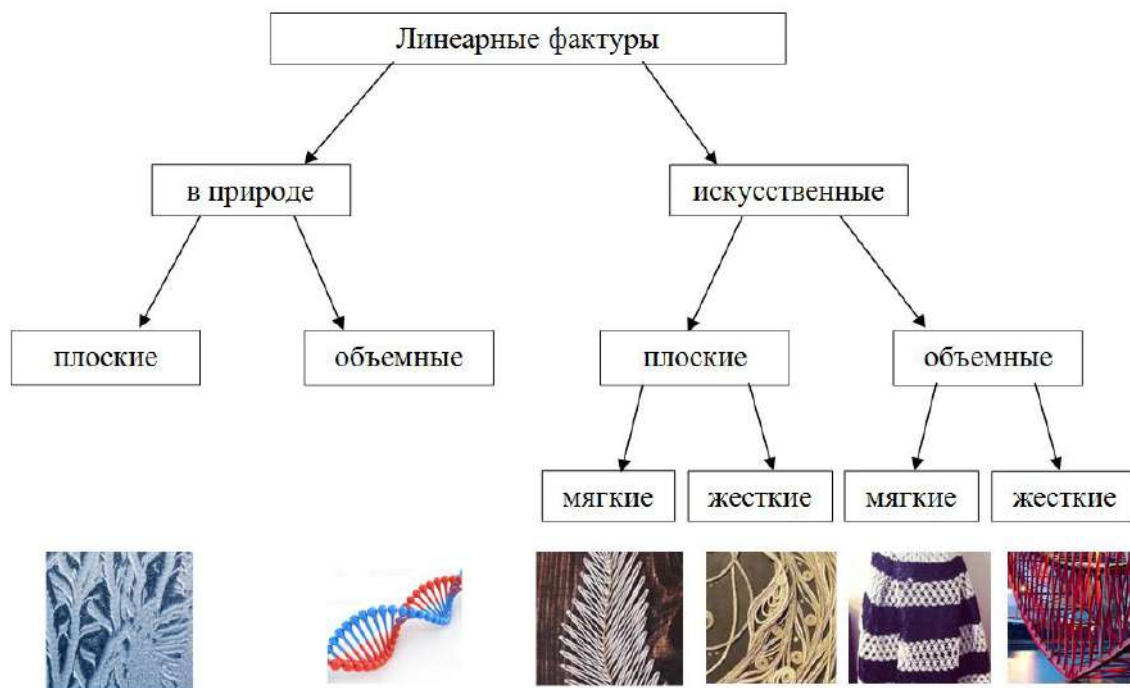 Линеарные фактуры
в природе
искусственные
плоские
объемные
плоские
объемные
мягкие
жесткие
мягкие
жесткие